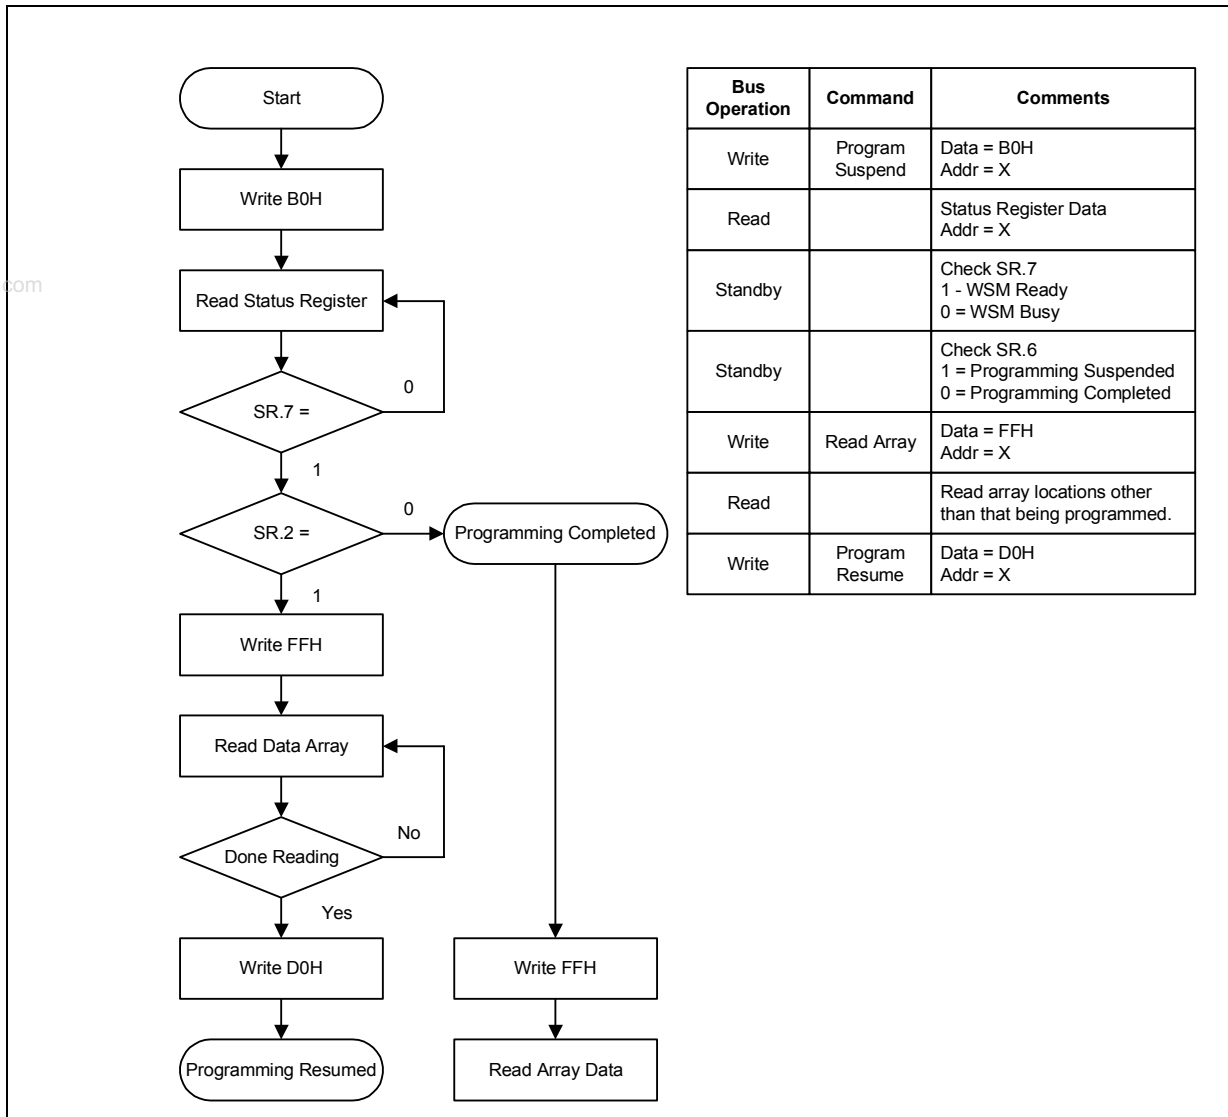 Start
Write B0H
Read Status Register
0
SR.7 =
1
0
SR.2 =
Programming Completed
1
Write FFH
Read Data Array
No
Done Reading
Yes
Write D0H
Write FFH
Programming Resumed
Read Array Data
Bus
Operation
Command
Comments
Write
Program
Suspend
Data = B0H
Addr = X
Read
Status Register Data
Addr = X
Standby
Check SR.7
1 - WSM Ready
0 = WSM Busy
Standby
Check SR.6
1 = Programming Suspended
0 = Programming Completed
Write
Read Array
Data = FFH
Addr = X
Read
Read array locations other
than that being programmed.
Write
Program
Resume
Data = D0H
Addr = X
com